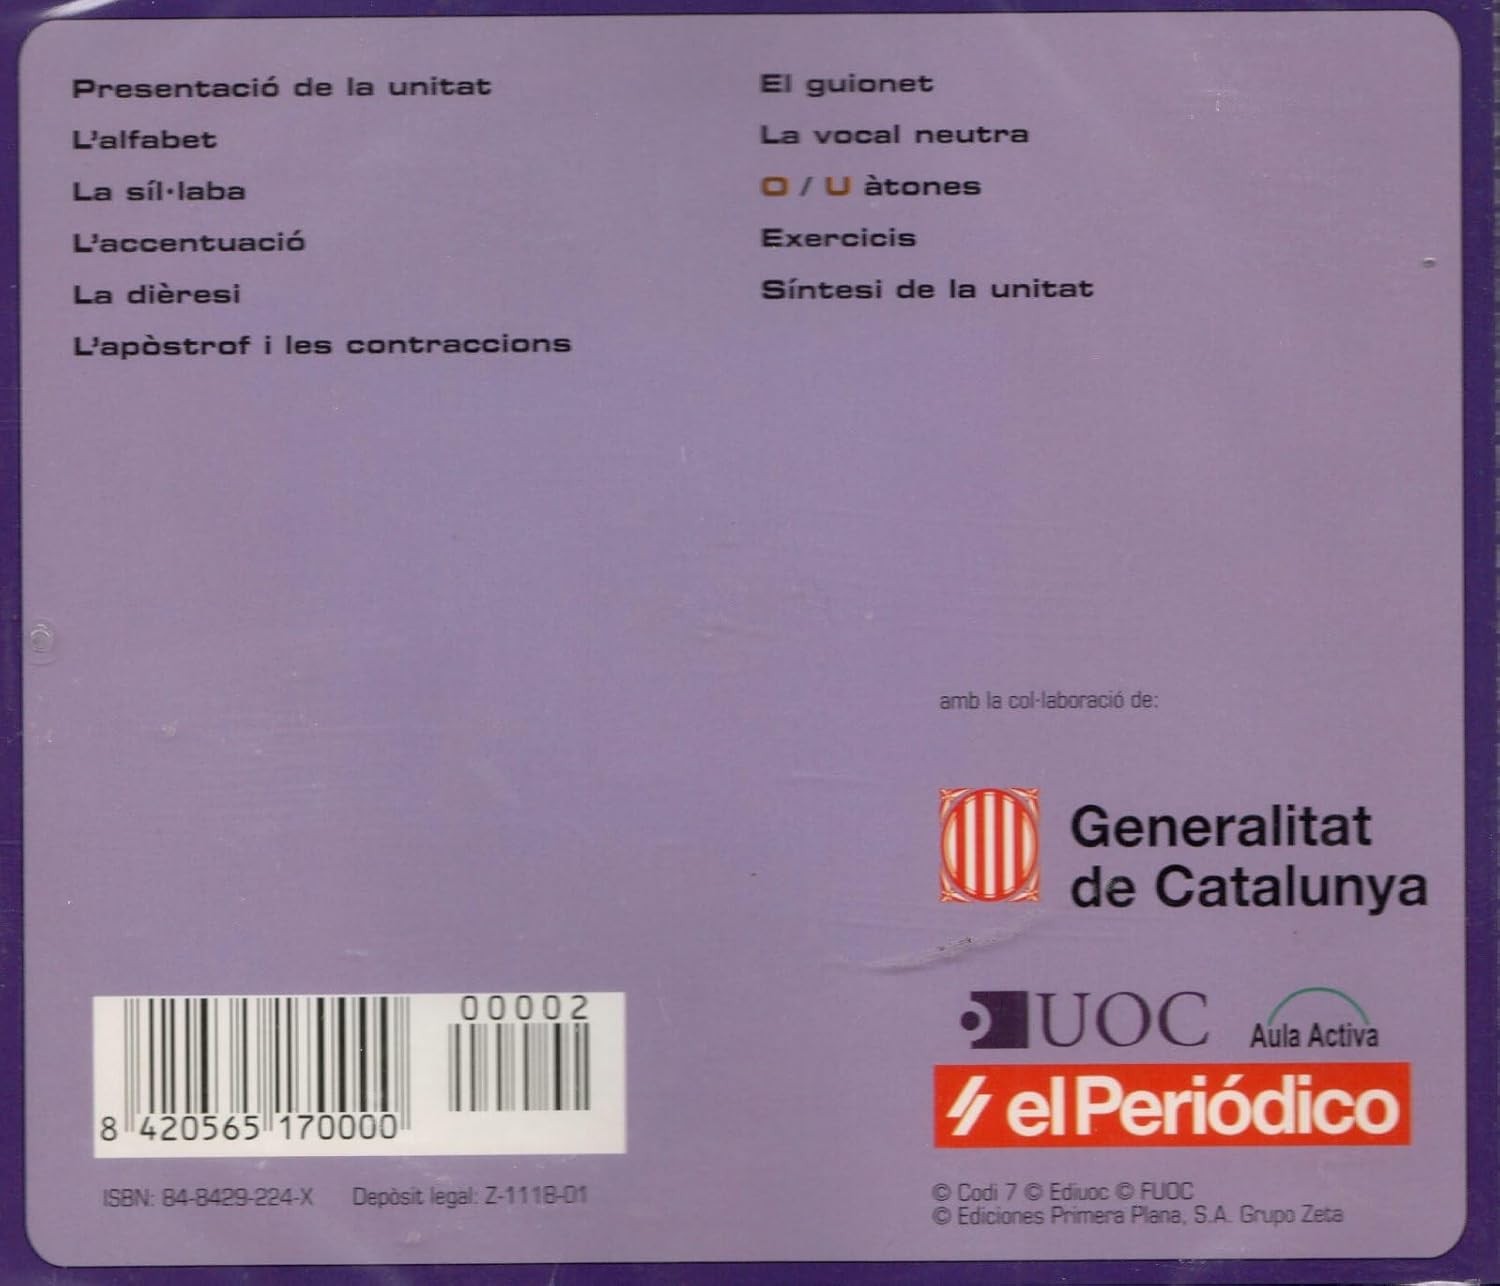 Presentació de la unitat
L'alfabet
La síl·laba
L'accentuació
La dièresi
L'apòstrof i les contraccions
El guionet
La vocal neutra
O / U àtones
Exercicis
Síntesi de la unitat
amb la col·laboració de:
Generalitat
de Catalunya
UOC
Aula Activa
el Periódico
00002
8 420565 170000
ISBN: 84-8429-224-X Depòsit legal: Z-1118-01
© Codi 7 © Ediuoc © FUOC
© Ediciones Primera Plana, S.A. Grupo Zeta